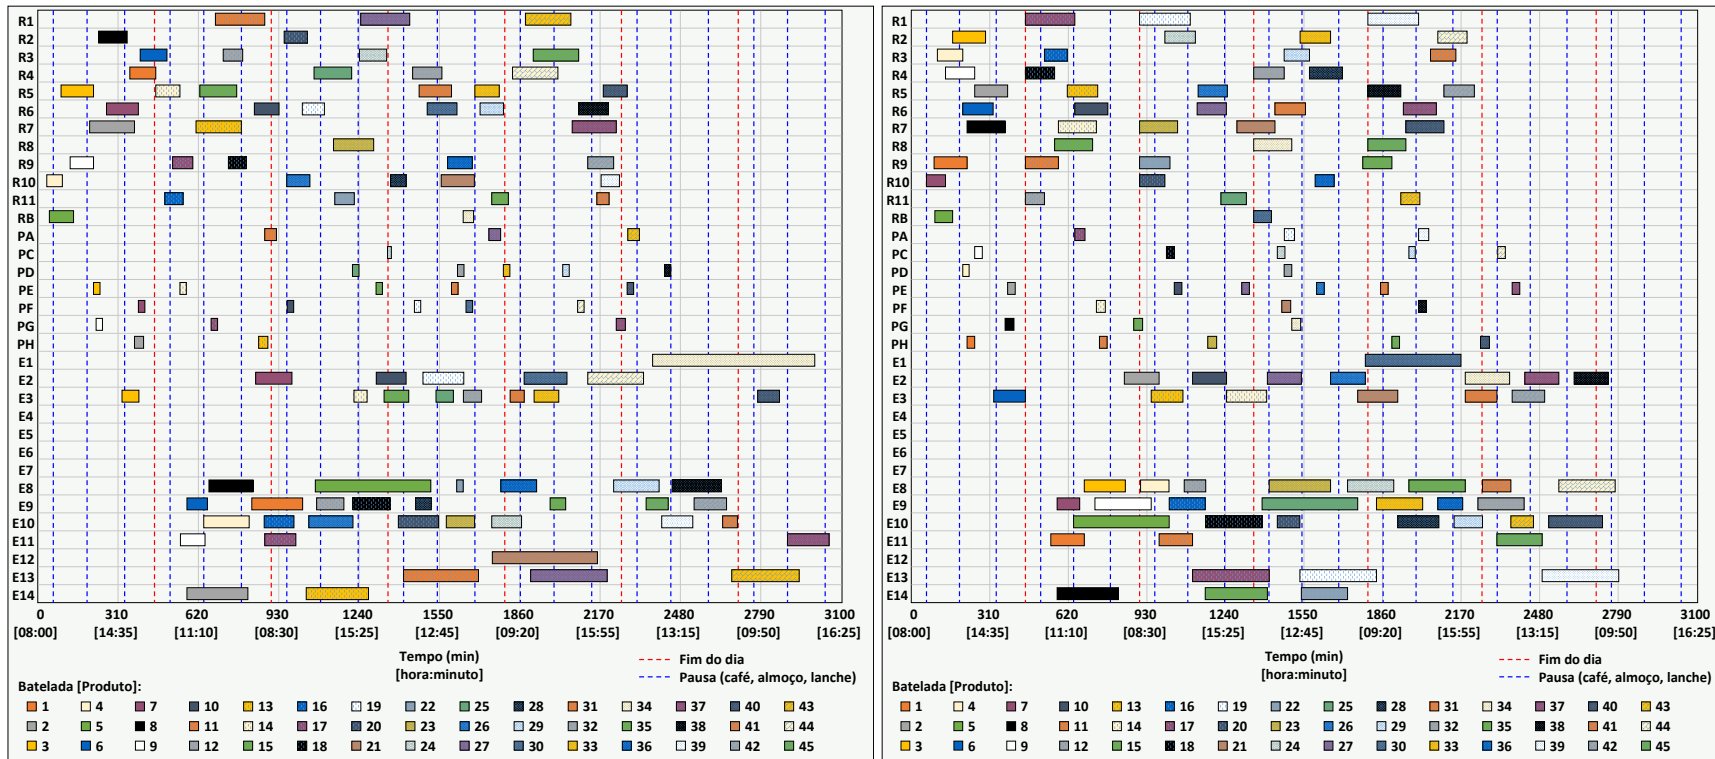 R1
R2
R3
R4
R5
R6
R7
R8
R9
R10
R11
RB
PA
PC
PD
PE
PF
PG
PH
E1
E2
E3
E4
E5
E6
E7
E8
E9
E10
E11
E12
E13
E14
0 310 620 930 1240 1550 1860 2170 2480 2790 3100
[08:00] [14:35] [11:10] [08:30] [15:25] [12:45] [09:20] [15:55] [13:15] [09:50] [16:25]
Tempo (min)
[hora:minuto]
Fim do dia
Pausa (café, almoço, lanche)
Batelada [Produto]:
1 4 7 10 13 16 19 22 25 28 31 34 37 40 43
2 5 8 11 14 17 20 23 26 29 32 35 38 41 44
3 6 9 12 15 18 21 24 27 30 33 36 39 42 45
R1
R2
R3
R4
R5
R6
R7
R8
R9
R10
R11
RB
PA
PC
PD
PE
PF
PG
PH
E1
E2
E3
E4
E5
E6
E7
E8
E9
E10
E11
E12
E13
E14
0 310 620 930 1240 1550 1860 2170 2480 2790 3100
[08:00] [14:35] [11:10] [08:30] [15:25] [12:45] [09:20] [15:55] [13:15] [09:50] [16:25]
Tempo (min)
[hora:minuto]
Fim do dia
Pausa (café, almoço, lanche)
Batelada [Produto]:
1 4 7 10 13 16 19 22 25 28 31 34 37 40 43
2 5 8 11 14 17 20 23 26 29 32 35 38 41 44
3 6 9 12 15 18 21 24 27 30 33 36 39 42 45